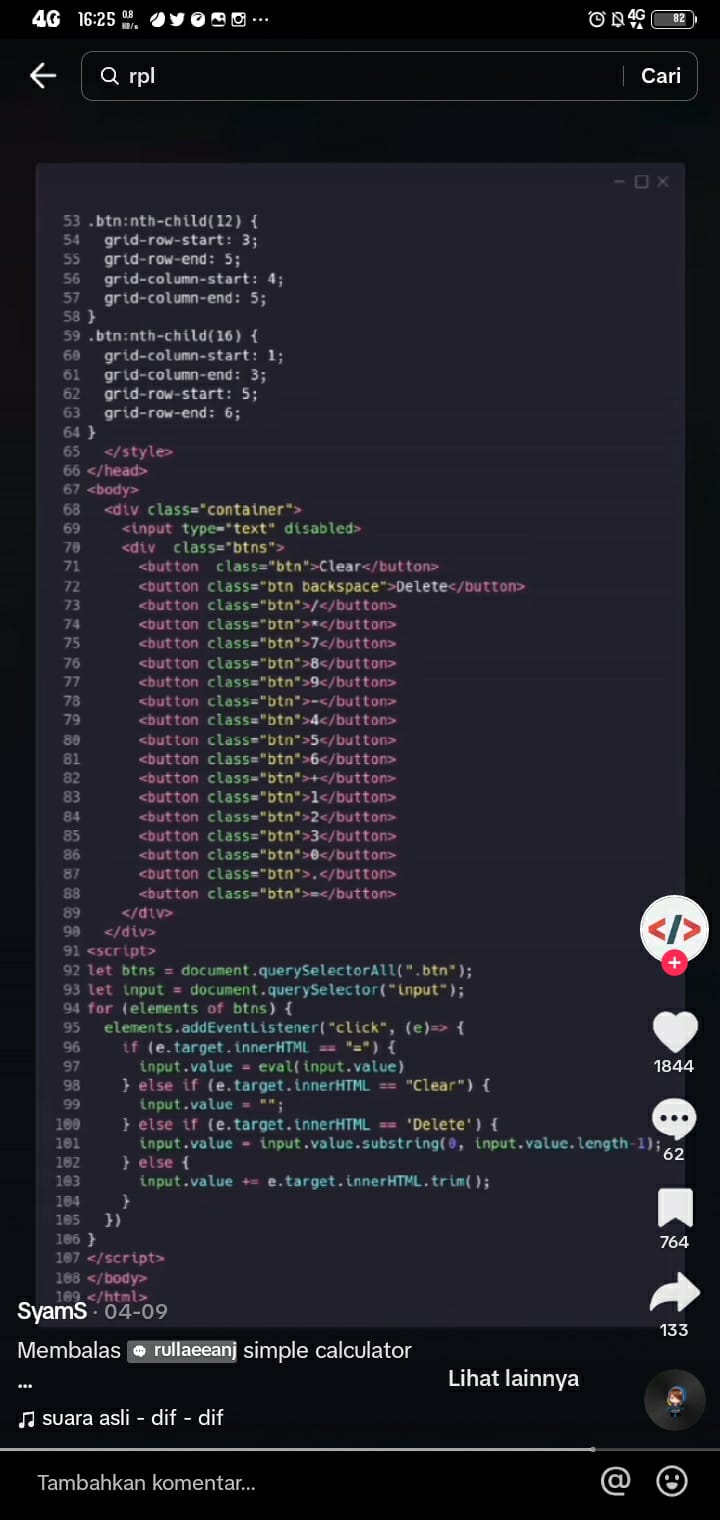 4G 16:25 0.8 KB/s ··· 4G 82
rpl Cari
53 .btn:nth-child(12) {
54 grid-row-start: 3;
55 grid-row-end: 5;
56 grid-column-start: 4;
57 grid-column-end: 5;
58 }
59 .btn:nth-child(16) {
60 grid-column-start: 1;
61 grid-column-end: 3;
62 grid-row-start: 5;
63 grid-row-end: 6;
64 }
65 </style>
66 </head>
67 <body>
68 <div class="container">
69 <input type="text" disabled>
70 <div  class="btns">
71 <button  class="btn">Clear</button>
72 <button class="btn backspace">Delete</button>
73 <button class="btn">/</button>
74 <button class="btn">*</button>
75 <button class="btn">7</button>
76 <button class="btn">8</button>
77 <button class="btn">9</button>
78 <button class="btn">-</button>
79 <button class="btn">4</button>
80 <button class="btn">5</button>
81 <button class="btn">6</button>
82 <button class="btn">+</button>
83 <button class="btn">1</button>
84 <button class="btn">2</button>
85 <button class="btn">3</button>
86 <button class="btn">0</button>
87 <button class="btn">.</button>
88 <button class="btn">=</button>
89 </div>
90 </div>
91 <script>
92 let btns = document.querySelectorAll(".btn");
93 let input = document.querySelector("input");
94 for (elements of btns) {
95 elements.addEventListener("click", (e)=> {
96 if (e.target.innerHTML == "=") {
97 input.value = eval(input.value)
98 } else if (e.target.innerHTML == "Clear") {
99 input.value = "";
100 } else if (e.target.innerHTML == 'Delete') {
101 input.value = input.value.substring(0, input.value.length-1);
102 } else {
103 input.value += e.target.innerHTML.trim();
104 }
105 })
106 }
107 </script>
108 </body>
109 </html>
</>
1844
62
764
133
SyamS · 04-09
Membalas rullaeeanj simple calculator
...
Lihat lainnya
suara asli - dif - dif
Tambahkan komentar... @